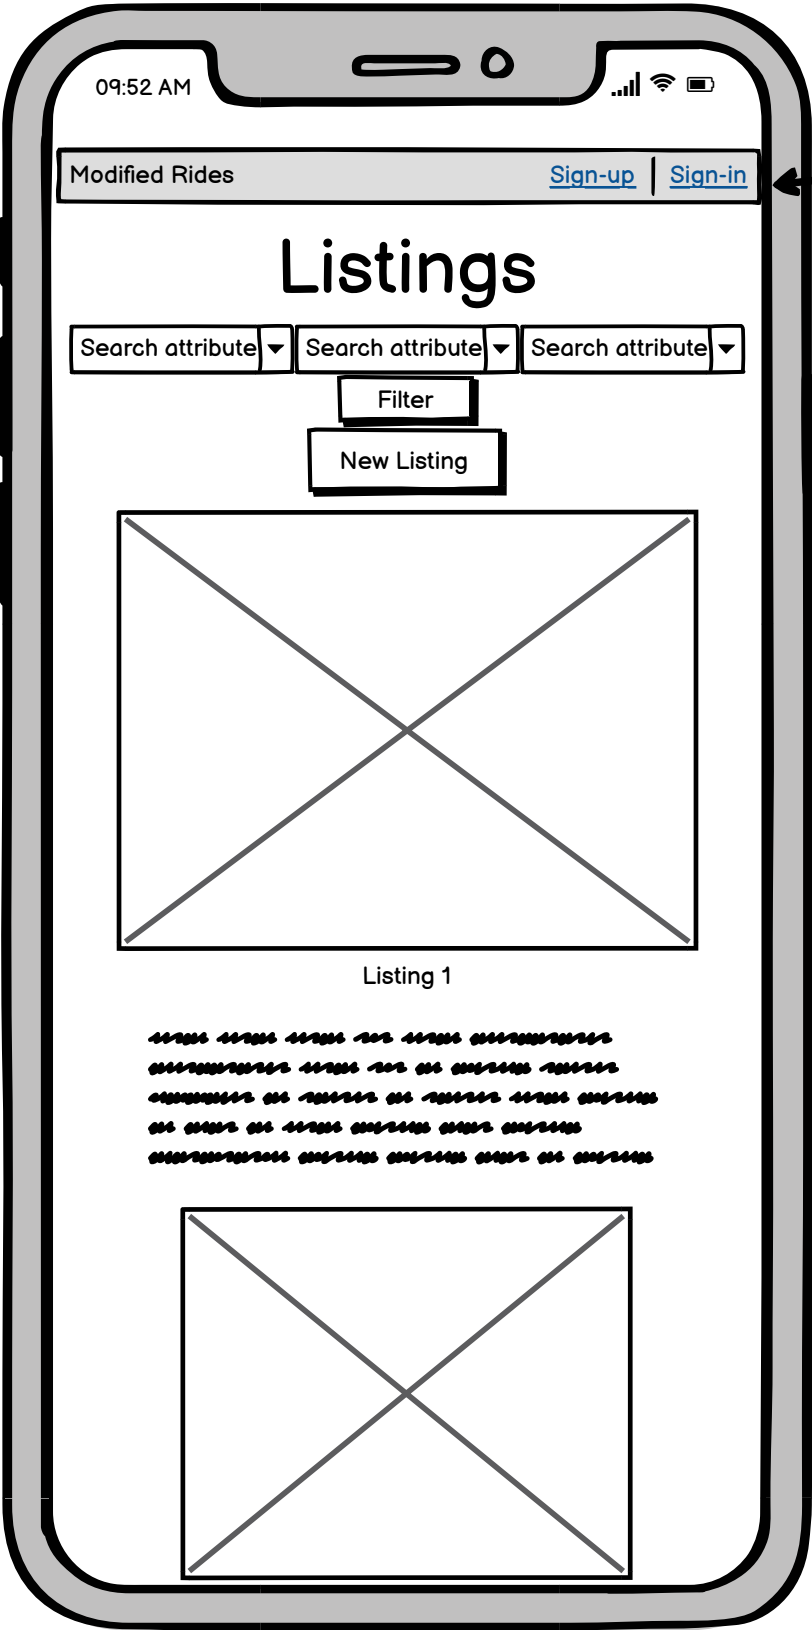 09:52 AM
Modified Rides Sign-up Sign-in
Listings
Search attribute Search attribute Search attribute
Filter
New Listing
Listing 1